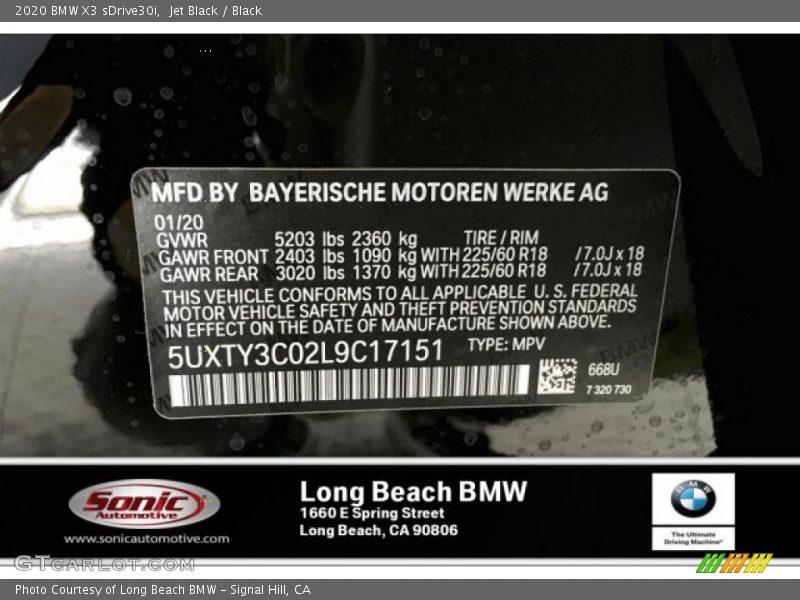 2020 BMW X3 sDrive30i, Jet Black / Black
MFD BY BAYERISCHE MOTOREN WERKE AG
01/20
GVWR 5203 lbs 2360 kg TIRE / RIM
GAWR FRONT 2403 lbs 1090 kg WITH 225/60 R18 /7.0J x 18
GAWR REAR 3020 lbs 1370 kg WITH 225/60 R18 /7.0J x 18
THIS VEHICLE CONFORMS TO ALL APPLICABLE U. S. FEDERAL
MOTOR VEHICLE SAFETY AND THEFT PREVENTION STANDARDS
IN EFFECT ON THE DATE OF MANUFACTURE SHOWN ABOVE.
5UXTY3C02L9C17151 TYPE: MPV
668U
7 320 730
Sonic
Automotive
www.sonicautomotive.com
Long Beach BMW
1660 E Spring Street
Long Beach, CA 90806
BMW
The Ultimate
Driving Machine®
GTcarlot.com
Photo Courtesy of Long Beach BMW - Signal Hill, CA